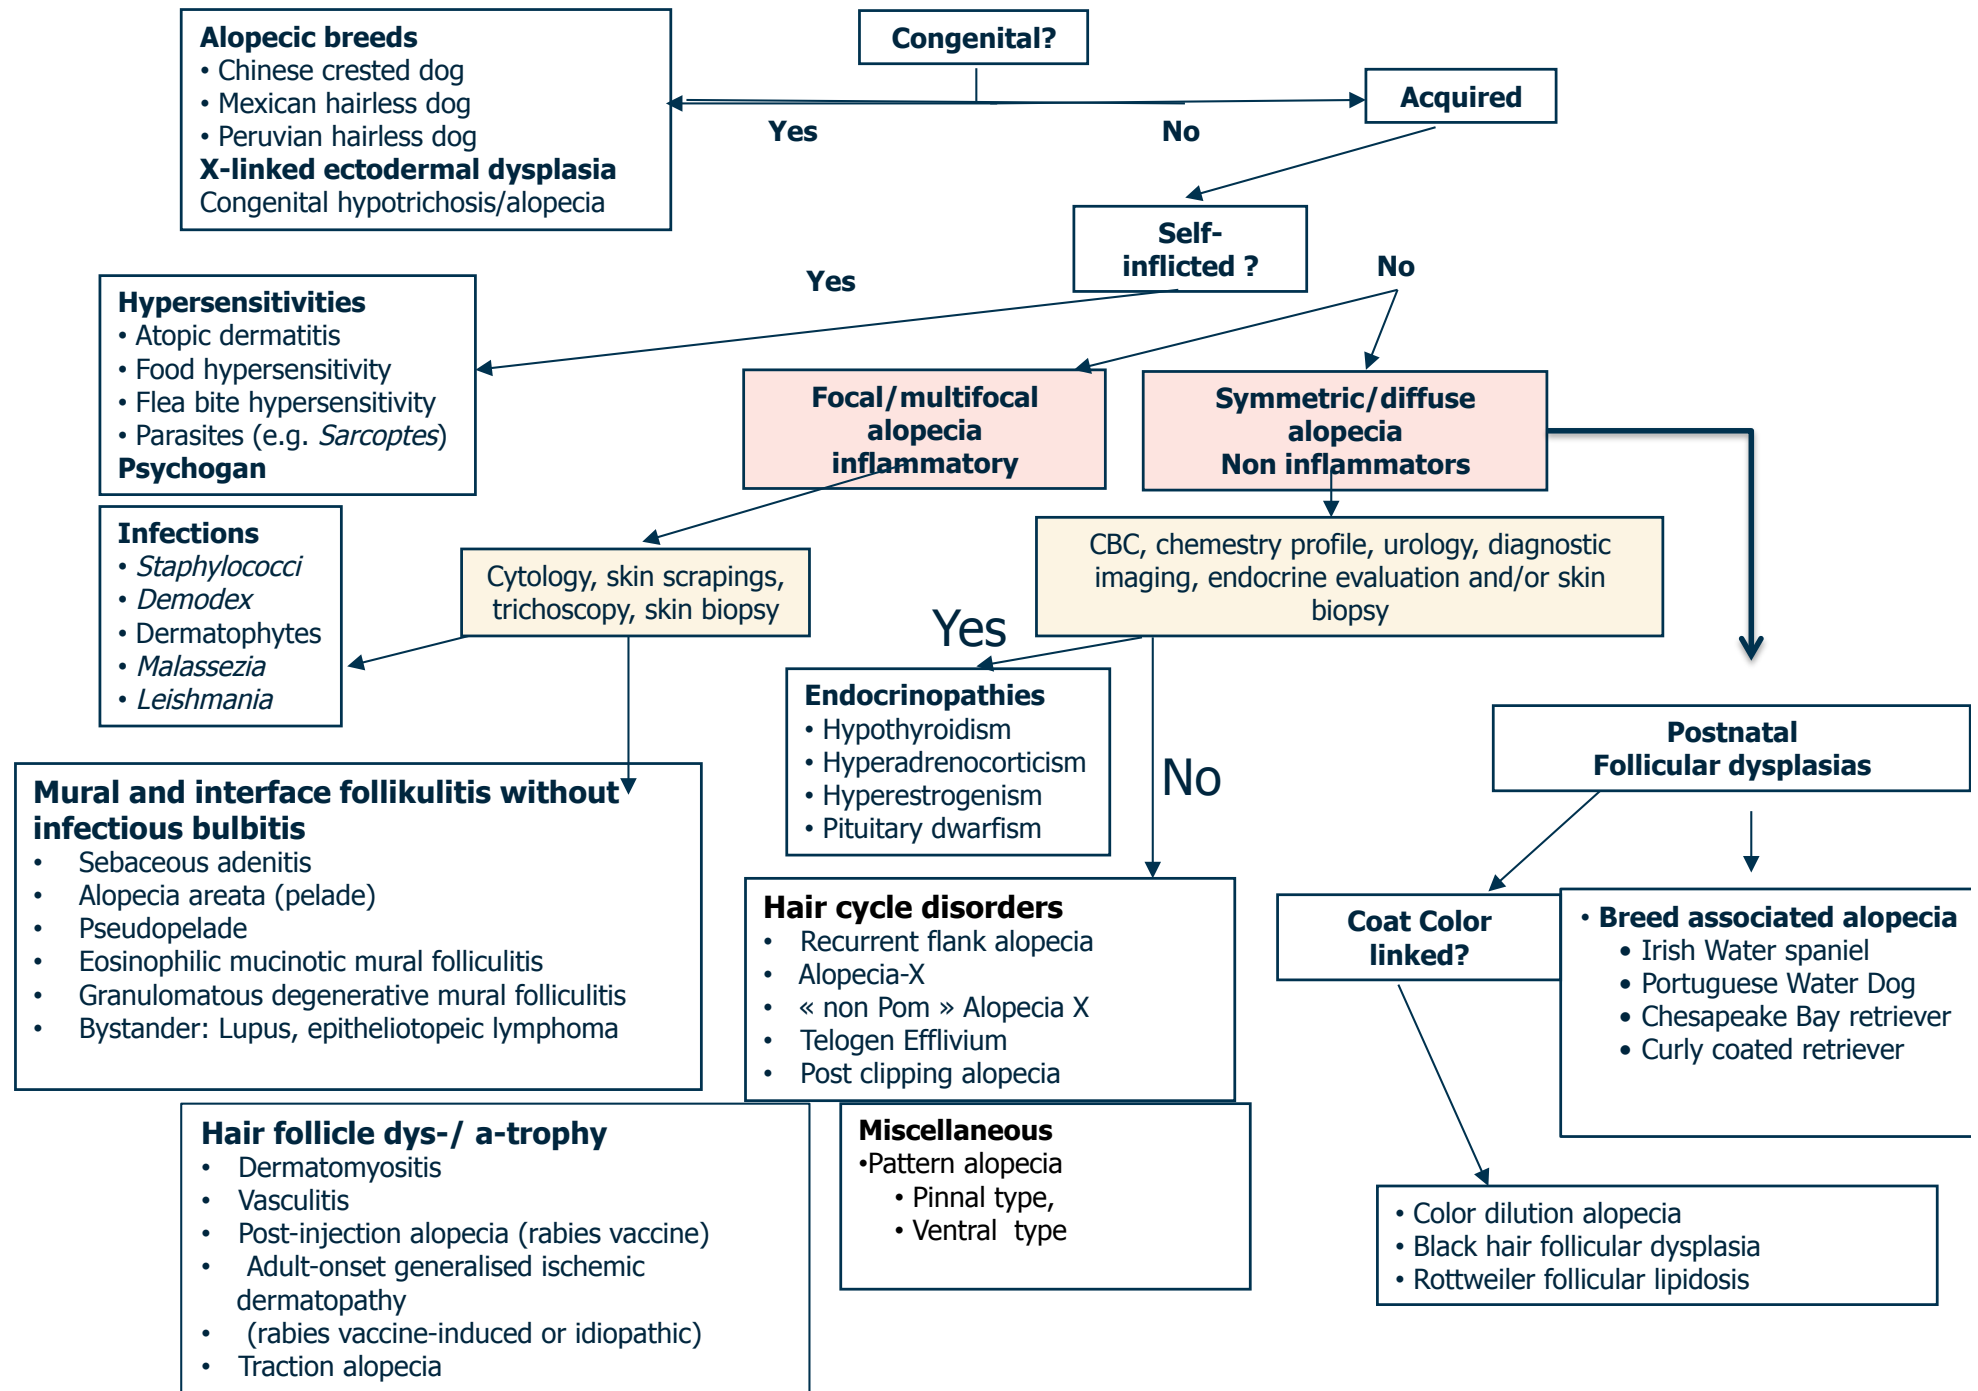 Congenital?
Alopecic breeds
• Chinese crested dog
• Mexican hairless dog
• Peruvian hairless dog
X-linked ectodermal dysplasia
Congenital hypotrichosis/alopecia
Yes
No
Acquired
Self-
inflicted ?
Yes
No
Hypersensitivities
• Atopic dermatitis
• Food hypersensitivity
• Flea bite hypersensitivity
• Parasites (e.g. Sarcoptes)
Psychogan
Focal/multifocal
alopecia
inflammatory
Symmetric/diffuse
alopecia
Non inflammators
Infections
• Staphylococci
• Demodex
• Dermatophytes
• Malassezia
• Leishmania
Cytology, skin scrapings,
trichoscopy, skin biopsy
CBC, chemestry profile, urology, diagnostic
imaging, endocrine evaluation and/or skin
biopsy
Yes
No
Endocrinopathies
• Hypothyroidism
• Hyperadrenocorticism
• Hyperestrogenism
• Pituitary dwarfism
Postnatal
Follicular dysplasias
Mural and interface follikulitis without
infectious bulbitis
• Sebaceous adenitis
• Alopecia areata (pelade)
• Pseudopelade
• Eosinophilic mucinotic mural folliculitis
• Granulomatous degenerative mural folliculitis
• Bystander: Lupus, epitheliotopeic lymphoma
Hair cycle disorders
• Recurrent flank alopecia
• Alopecia-X
• « non Pom » Alopecia X
• Telogen Efflivium
• Post clipping alopecia
Coat Color
linked?
• Breed associated alopecia
• Irish Water spaniel
• Portuguese Water Dog
• Chesapeake Bay retriever
• Curly coated retriever
Hair follicle dys-/ a-trophy
• Dermatomyositis
• Vasculitis
• Post-injection alopecia (rabies vaccine)
• Adult-onset generalised ischemic
dermatopathy
• (rabies vaccine-induced or idiopathic)
• Traction alopecia
Miscellaneous
•Pattern alopecia
• Pinnal type,
• Ventral type
• Color dilution alopecia
• Black hair follicular dysplasia
• Rottweiler follicular lipidosis